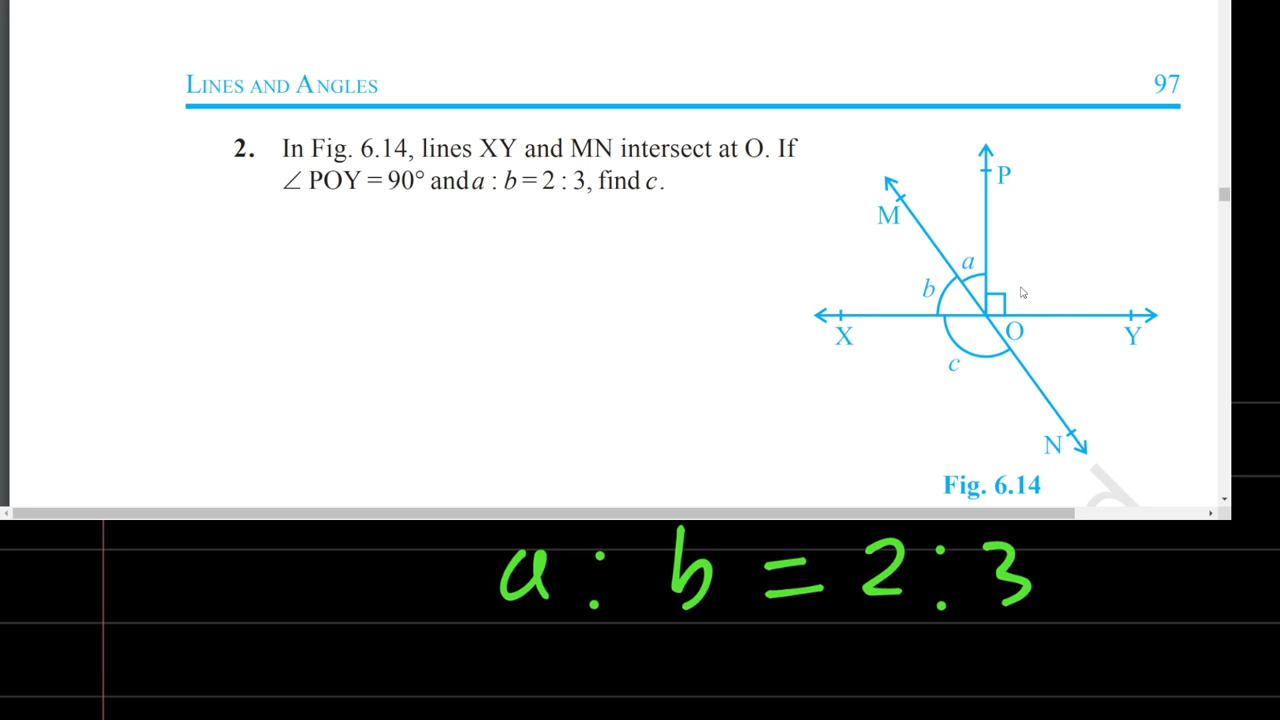 LINES AND ANGLES 97
2. In Fig. 6.14, lines XY and MN intersect at O. If
∠ POY = 90° and a : b = 2 : 3, find c.
P
M
a
b
X
O
Y
c
N
Fig. 6.14
d
a : b = 2 : 3